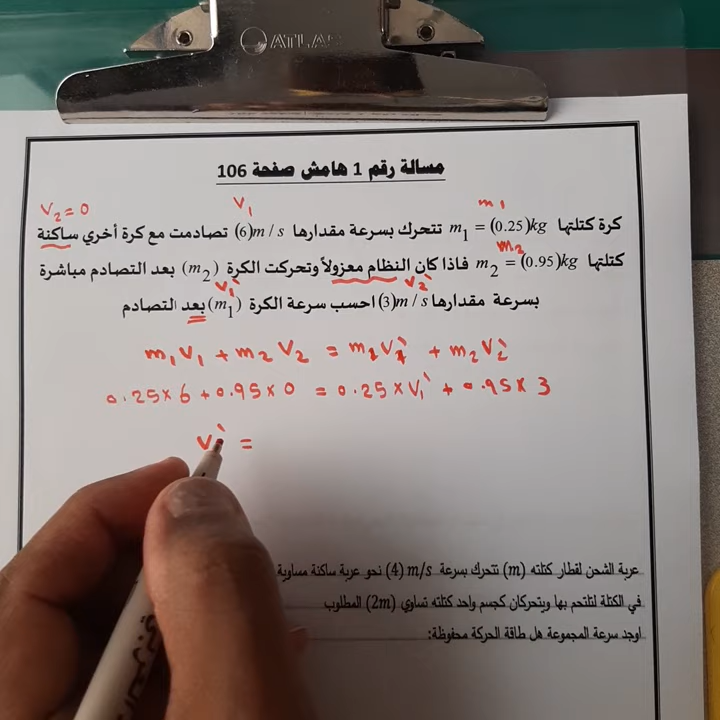 ATLAS
مسالة رقم 1 هامش صفحة 106
V₂ = 0 V₁ m₁
كرة كتلتها m₁ = (0.25)kg تتحرك بسرعة مقدارها (6)m / s تصادمت مع كرة أخري ساكنة
m₂
كتلتها m₂ = (0.95)kg فاذا كان النظام معزولاً وتحركت الكرة (m₂) بعد التصادم مباشرة
V₁` V₂`
بسرعة مقدارها (3)m / s احسب سرعة الكرة (m₁) بعد التصادم
m₁V₁ + m₂V₂ = m₁V₁` + m₂V₂`
0.25 × 6 + 0.95 × 0 = 0.25 × V₁` + 0.95 × 3
V₁` =
عربة الشحن لقطار كتلته (m) تتحرك بسرعة (4) m/s نحو عربة ساكنة مساوية
في الكتلة لتلتحم بها ويتحركان كجسم واحد كتلته تساوي (2m) المطلوب
اوجد سرعة المجموعة هل طاقة الحركة محفوظة: